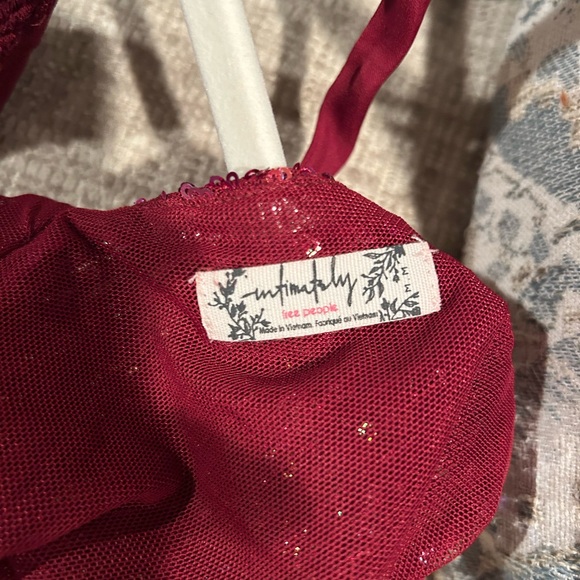 intimately
free people
Made in Vietnam. Fabriqué au Vietnam
M
M